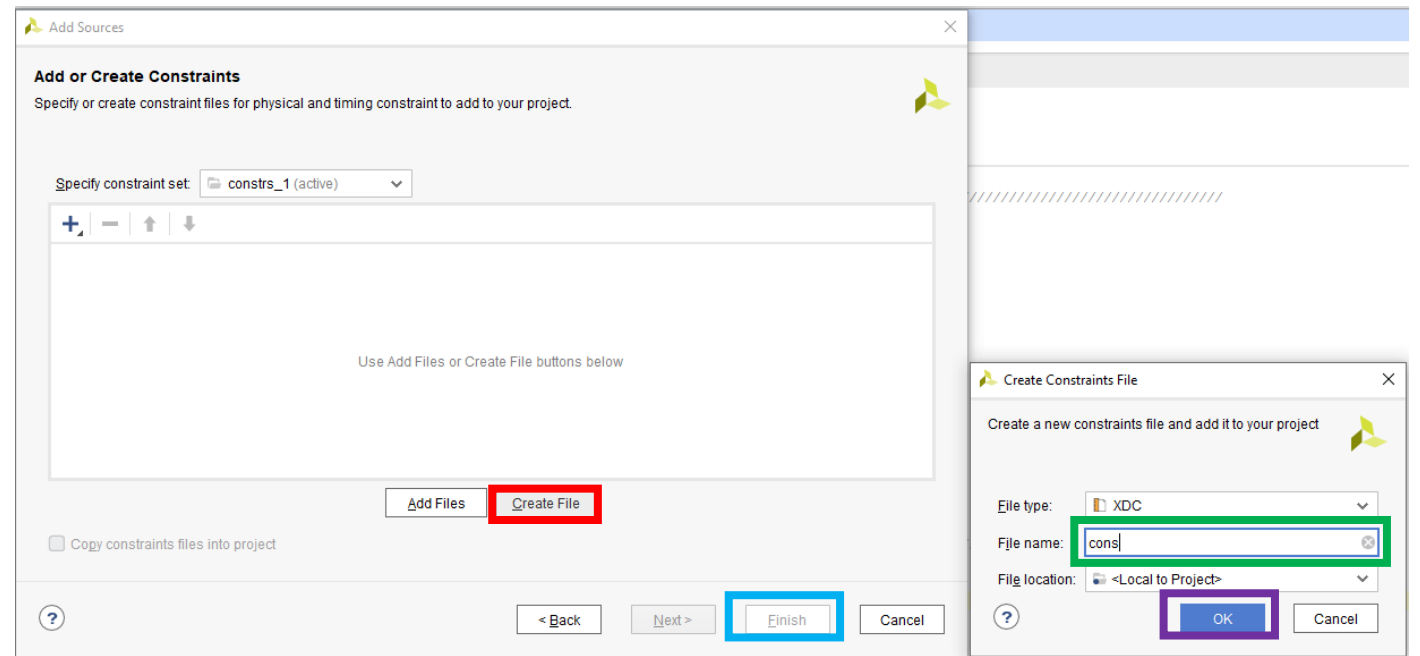 Add Sources
Add or Create Constraints
Specify or create constraint files for physical and timing constraint to add to your project.
Specify constraint set: constrs_1 (active)
Use Add Files or Create File buttons below
Add Files Create File
Copy constraints files into project
? < Back Next > Finish Cancel
////////////////////////////////////
Create Constraints File
Create a new constraints file and add it to your project
File type: XDC
File name: cons
File location: <Local to Project>
? OK Cancel